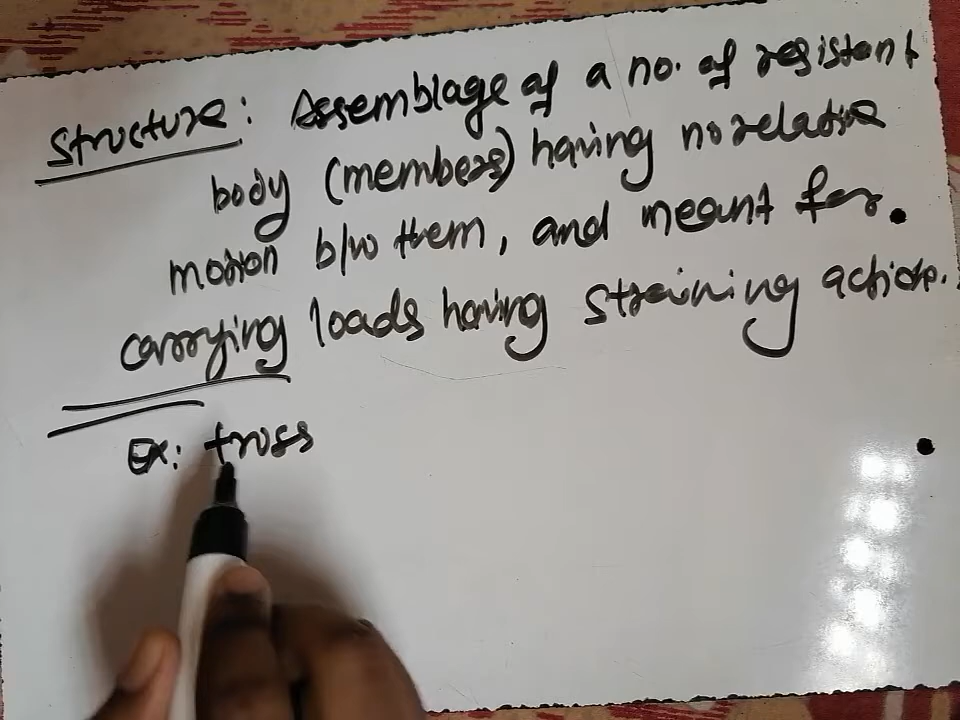 Structure: Assemblage of a no. of resistant
body (members) having no relative
motion b/w them, and meant for.
carrying loads having straining action.
Ex: truss